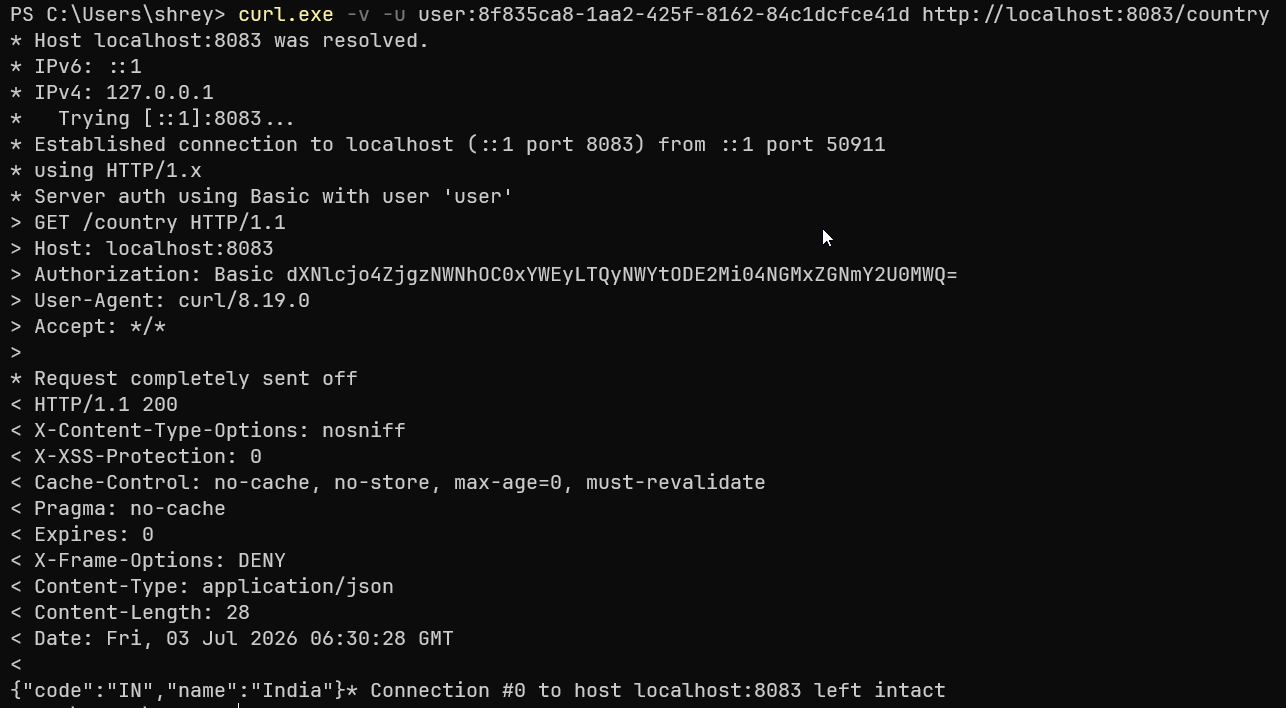 PS C:\Users\shrey> curl.exe -v -u user:8f835ca8-1aa2-425f-8162-84c1dcfce41d http://localhost:8083/country
* Host localhost:8083 was resolved.
* IPv6: ::1
* IPv4: 127.0.0.1
*   Trying [::1]:8083...
* Established connection to localhost (::1 port 8083) from ::1 port 50911
* using HTTP/1.x
* Server auth using Basic with user 'user'
> GET /country HTTP/1.1
> Host: localhost:8083
> Authorization: Basic dXNlcjo4ZjgzNWNhOC0xYWEyLTQyNWYtODE2Mi04NGMxZGNmY2U0MWQ=
> User-Agent: curl/8.19.0
> Accept: */*
>
* Request completely sent off
< HTTP/1.1 200
< X-Content-Type-Options: nosniff
< X-XSS-Protection: 0
< Cache-Control: no-cache, no-store, max-age=0, must-revalidate
< Pragma: no-cache
< Expires: 0
< X-Frame-Options: DENY
< Content-Type: application/json
< Content-Length: 28
< Date: Fri, 03 Jul 2026 06:30:28 GMT
<
{"code":"IN","name":"India"}* Connection #0 to host localhost:8083 left intact